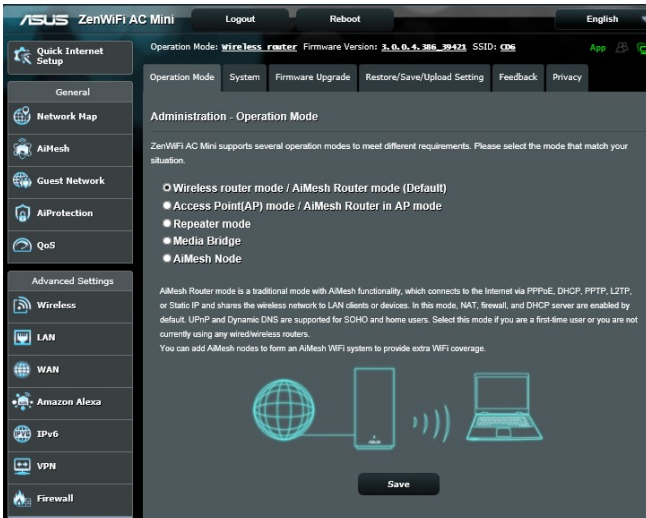 ASUS ZenWiFi AC Mini Logout Reboot English
Quick Internet Setup
Operation Mode: Wireless router Firmware Version: 3.0.0.4.386_39421 SSID: CD6 App
Operation Mode System Firmware Upgrade Restore/Save/Upload Setting Feedback Privacy
General
Network Map
AiMesh
Guest Network
AiProtection
QoS
Advanced Settings
Wireless
LAN
WAN
Amazon Alexa
IPv6
VPN
Firewall
Administration - Operation Mode
ZenWiFi AC Mini supports several operation modes to meet different requirements. Please select the mode that match your
situation.
Wireless router mode / AiMesh Router mode (Default)
Access Point(AP) mode / AiMesh Router in AP mode
Repeater mode
Media Bridge
AiMesh Node
AiMesh Router mode is a traditional mode with AiMesh functionality, which connects to the Internet via PPPoE, DHCP, PPTP, L2TP,
or Static IP and shares the wireless network to LAN clients or devices. In this mode, NAT, firewall, and DHCP server are enabled by
default. UPnP and Dynamic DNS are supported for SOHO and home users. Select this mode if you are a first-time user or you are not
currently using any wired/wireless routers.
You can add AiMesh nodes to form an AiMesh WiFi system to provide extra WiFi coverage.
Save